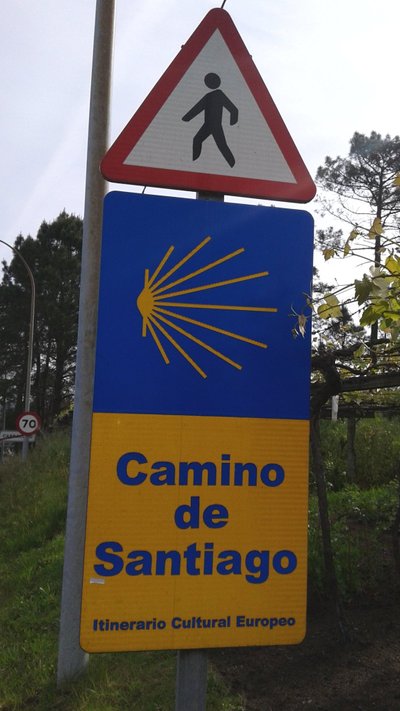 70
Camino
de
Santiago
Itinerario Cultural Europeo